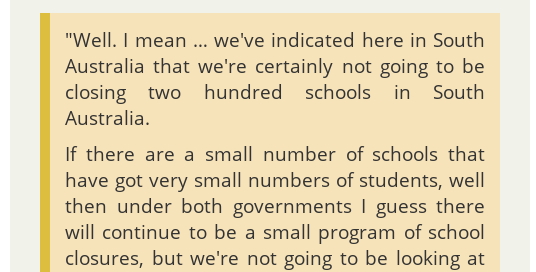 "Well. I mean ... we've indicated here in South
Australia that we're certainly not going to be
closing two hundred schools in South
Australia.
If there are a small number of schools that
have got very small numbers of students, well
then under both governments I guess there
will continue to be a small program of school
closures, but we're not going to be looking at